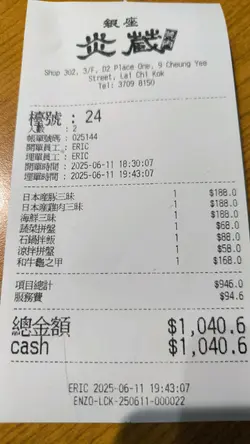 銀座
炎藏
Shop 302, 3/F, D2 Place One, 9 Cheung Yee
Street, Lai Chi Kok
Tel: 3709 8150
檯號 : 24
人數 : 2
帳單號碼 : 025144
開單員工 : ERIC
埋單員工 : ERIC
開單時間 : 2025-06-11 18:30:07
埋單時間 : 2025-06-11 19:43:07
日本産豚三味 1 $188.0
日本産雞肉三味 1 $188.0
海鮮三味 1 $188.0
蔬菜拼盤 1 $68.0
石鍋拌飯 1 $88.0
涼拌拼盤 1 $58.0
和牛龜之甲 1 $168.0
項目總計 $946.0
服務費 $94.6
總金額 $1,040.6
cash $1,040.6
ERIC 2025-06-11 19:43:07
ENZO-LCK-250611-000022